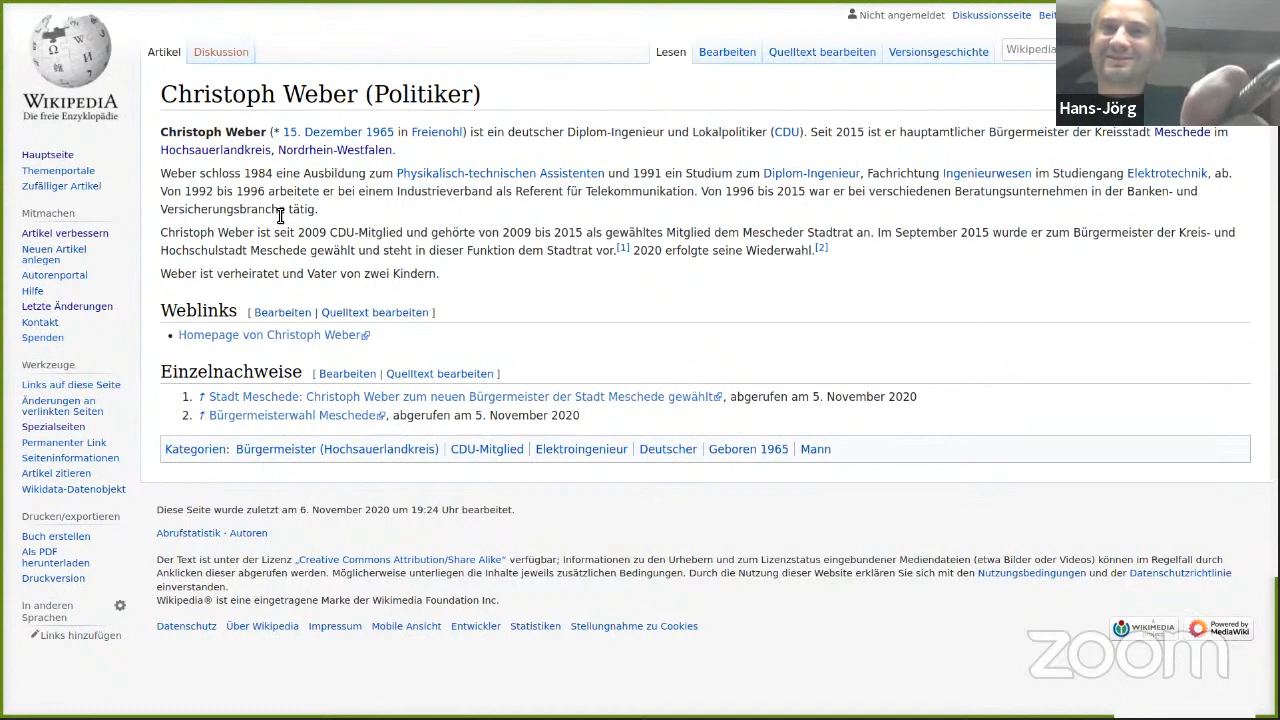 Nicht angemeldet Diskussionsseite Bei
WIKIPEDIA
Die freie Enzyklopädie
Artikel Diskussion Lesen Bearbeiten Quelltext bearbeiten Versionsgeschichte Wikipedia
Hans-Jörg
Christoph Weber (Politiker)
Christoph Weber (* 15. Dezember 1965 in Freienohl) ist ein deutscher Diplom-Ingenieur und Lokalpolitiker (CDU). Seit 2015 ist er hauptamtlicher Bürgermeister der Kreisstadt Meschede im
Hochsauerlandkreis, Nordrhein-Westfalen.
Weber schloss 1984 eine Ausbildung zum Physikalisch-technischen Assistenten und 1991 ein Studium zum Diplom-Ingenieur, Fachrichtung Ingenieurwesen im Studiengang Elektrotechnik, ab.
Von 1992 bis 1996 arbeitete er bei einem Industrieverband als Referent für Telekommunikation. Von 1996 bis 2015 war er bei verschiedenen Beratungsunternehmen in der Banken- und
Versicherungsbranche tätig.
Christoph Weber ist seit 2009 CDU-Mitglied und gehörte von 2009 bis 2015 als gewähltes Mitglied dem Mescheder Stadtrat an. Im September 2015 wurde er zum Bürgermeister der Kreis- und
Hochschulstadt Meschede gewählt und steht in dieser Funktion dem Stadtrat vor.[1] 2020 erfolgte seine Wiederwahl.[2]
Weber ist verheiratet und Vater von zwei Kindern.
Weblinks [ Bearbeiten | Quelltext bearbeiten ]
• Homepage von Christoph Weber
Einzelnachweise [ Bearbeiten | Quelltext bearbeiten ]
1. ↑ Stadt Meschede: Christoph Weber zum neuen Bürgermeister der Stadt Meschede gewählt, abgerufen am 5. November 2020
2. ↑ Bürgermeisterwahl Meschede, abgerufen am 5. November 2020
Kategorien: Bürgermeister (Hochsauerlandkreis) | CDU-Mitglied | Elektroingenieur | Deutscher | Geboren 1965 | Mann
Hauptseite
Themenportale
Zufälliger Artikel
Mitmachen
Artikel verbessern
Neuen Artikel
anlegen
Autorenportal
Hilfe
Letzte Änderungen
Kontakt
Spenden
Werkzeuge
Links auf diese Seite
Änderungen an
verlinkten Seiten
Spezialseiten
Permanenter Link
Seiteninformationen
Artikel zitieren
Wikidata-Datenobjekt
Drucken/exportieren
Buch erstellen
Als PDF
herunterladen
Druckversion
In anderen
Sprachen
Links hinzufügen
Diese Seite wurde zuletzt am 6. November 2020 um 19:24 Uhr bearbeitet.
Abrufstatistik · Autoren
Der Text ist unter der Lizenz „Creative Commons Attribution/Share Alike“ verfügbar; Informationen zu den Urhebern und zum Lizenzstatus eingebundener Mediendateien (etwa Bilder oder Videos) können im Regelfall durch
Anklicken dieser abgerufen werden. Möglicherweise unterliegen die Inhalte jeweils zusätzlichen Bedingungen. Durch die Nutzung dieser Website erklären Sie sich mit den Nutzungsbedingungen und der Datenschutzrichtlinie
einverstanden.
Wikipedia® ist eine eingetragene Marke der Wikimedia Foundation Inc.
Datenschutz Über Wikipedia Impressum Mobile Ansicht Entwickler Statistiken Stellungnahme zu Cookies
WIKIMEDIA
Powered by
MediaWiki
zoom